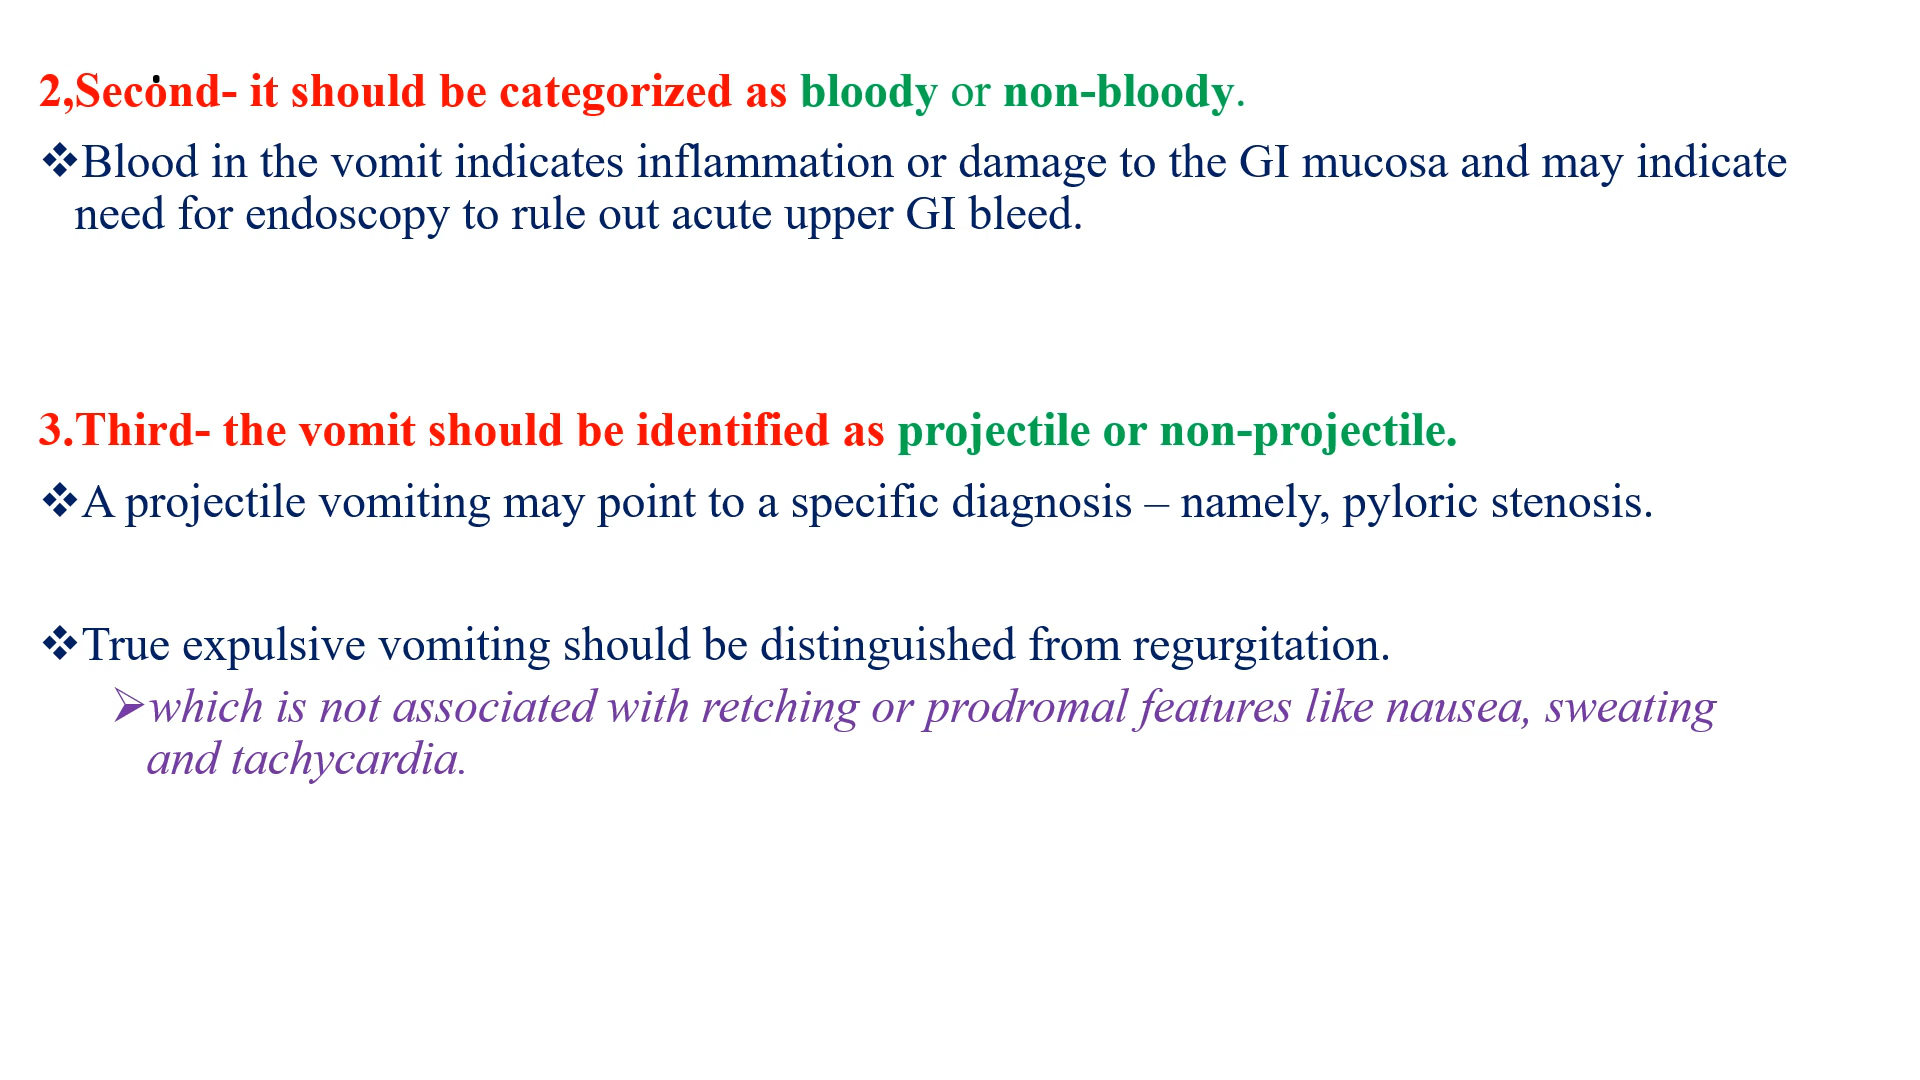 2,Second- it should be categorized as bloody or non-bloody.
❖Blood in the vomit indicates inflammation or damage to the GI mucosa and may indicate
need for endoscopy to rule out acute upper GI bleed.
3.Third- the vomit should be identified as projectile or non-projectile.
❖A projectile vomiting may point to a specific diagnosis – namely, pyloric stenosis.
❖True expulsive vomiting should be distinguished from regurgitation.
➢which is not associated with retching or prodromal features like nausea, sweating
and tachycardia.